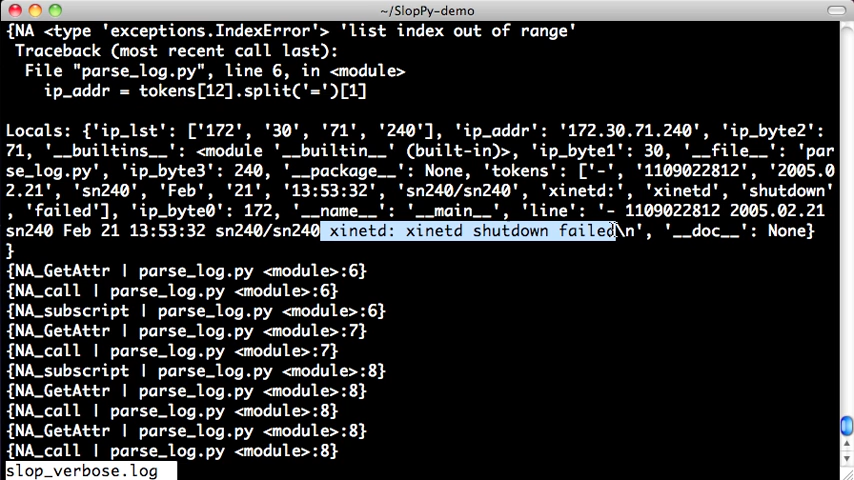 ~/SlopPy-demo
{NA <type 'exceptions.IndexError'> 'list index out of range'
Traceback (most recent call last):
File "parse_log.py", line 6, in <module>
ip_addr = tokens[12].split('=')[1]
Locals: {'ip_lst': ['172', '30', '71', '240'], 'ip_addr': '172.30.71.240', 'ip_byte2':
71, '__builtins__': <module '__builtin__' (built-in)>, 'ip_byte1': 30, '__file__': 'par
se_log.py', 'ip_byte3': 240, '__package__': None, 'tokens': ['-', '1109022812', '2005.0
2.21', 'sn240', 'Feb', '21', '13:53:32', 'sn240/sn240', 'xinetd:', 'xinetd', 'shutdown'
, 'failed'], 'ip_byte0': 172, '__name__': '__main__', 'line': '- 1109022812 2005.02.21
sn240 Feb 21 13:53:32 sn240/sn240 xinetd: xinetd shutdown failed\n', '__doc__': None}
}
{NA_GetAttr | parse_log.py <module>:6}
{NA_call | parse_log.py <module>:6}
{NA_subscript | parse_log.py <module>:6}
{NA_GetAttr | parse_log.py <module>:7}
{NA_call | parse_log.py <module>:7}
{NA_subscript | parse_log.py <module>:8}
{NA_GetAttr | parse_log.py <module>:8}
{NA_call | parse_log.py <module>:8}
{NA_GetAttr | parse_log.py <module>:8}
{NA_call | parse_log.py <module>:8}
slop_verbose.log